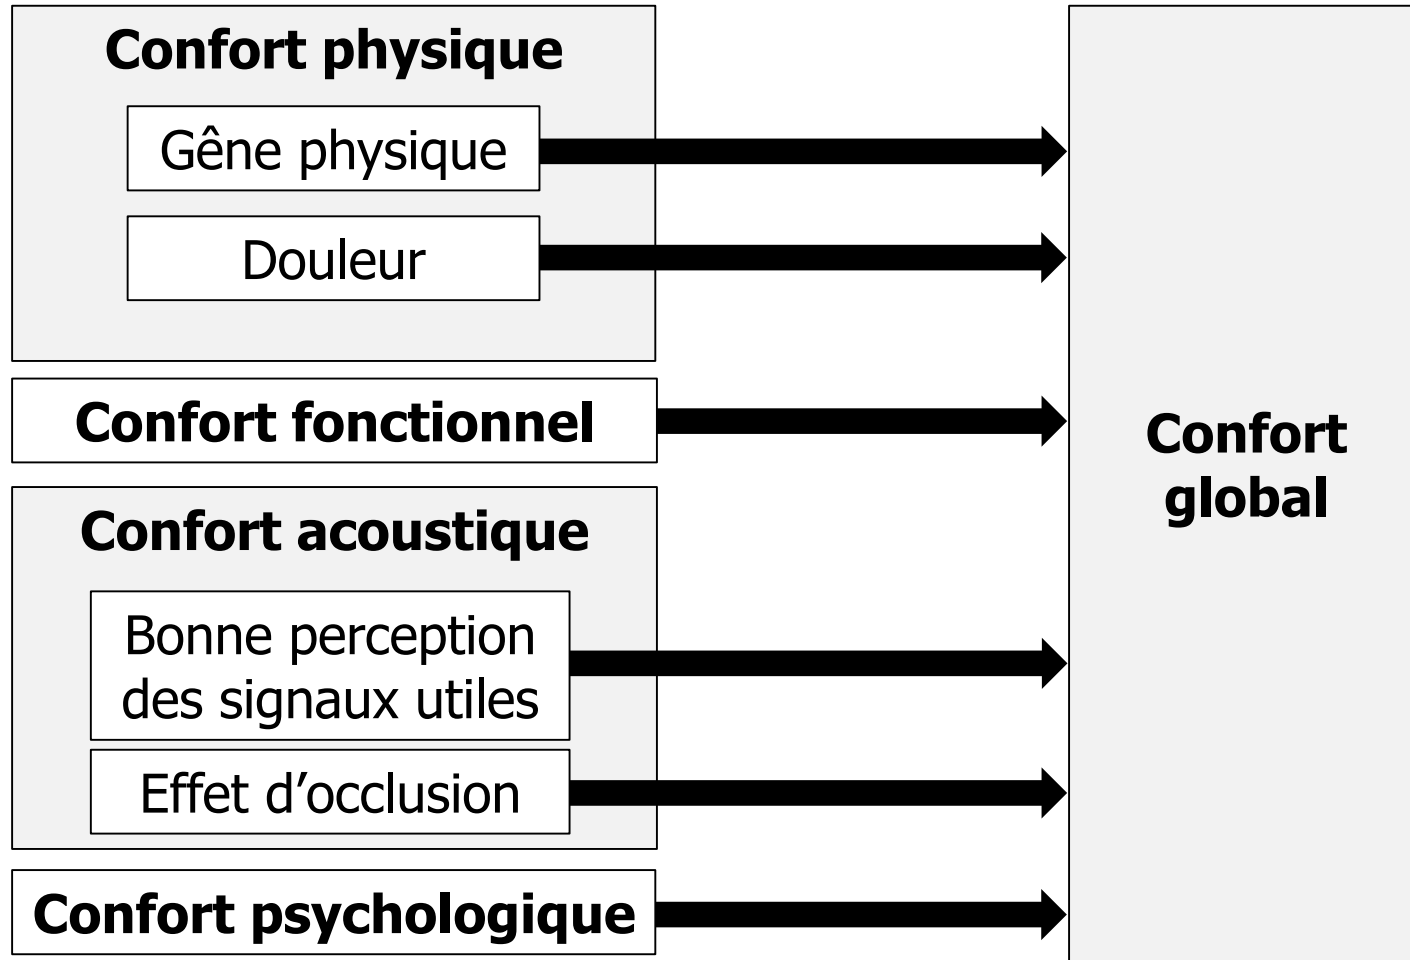 Confort physique
Gêne physique
Douleur
Confort fonctionnel
Confort acoustique
Bonne perception
des signaux utiles
Effet d’occlusion
Confort psychologique
Confort
global